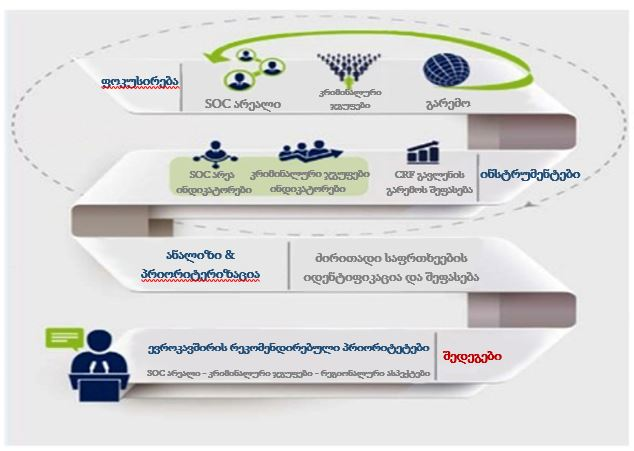 ფოკუსირება
SOC არეალი
კრიმინალური
ჯგუფები
გარემო
SOC არეა
ინდიკატორები
კრიმინალური ჯგუფები
ინდიკატორები
CRF გავლენის
გარემოს შეფასება
ინსტრუმენტები
ანალიზი &
პრიორიტერიზაცია
ძირითადი საფრთხეების
იდენტიფიკაცია და შეფასება
ევროკავშირის რეკომენდირებული პრიორიტეტები
SOC არეალი – კრიმინალური ჯგუფები – რეგიონალური ასპექტები
შედეგები